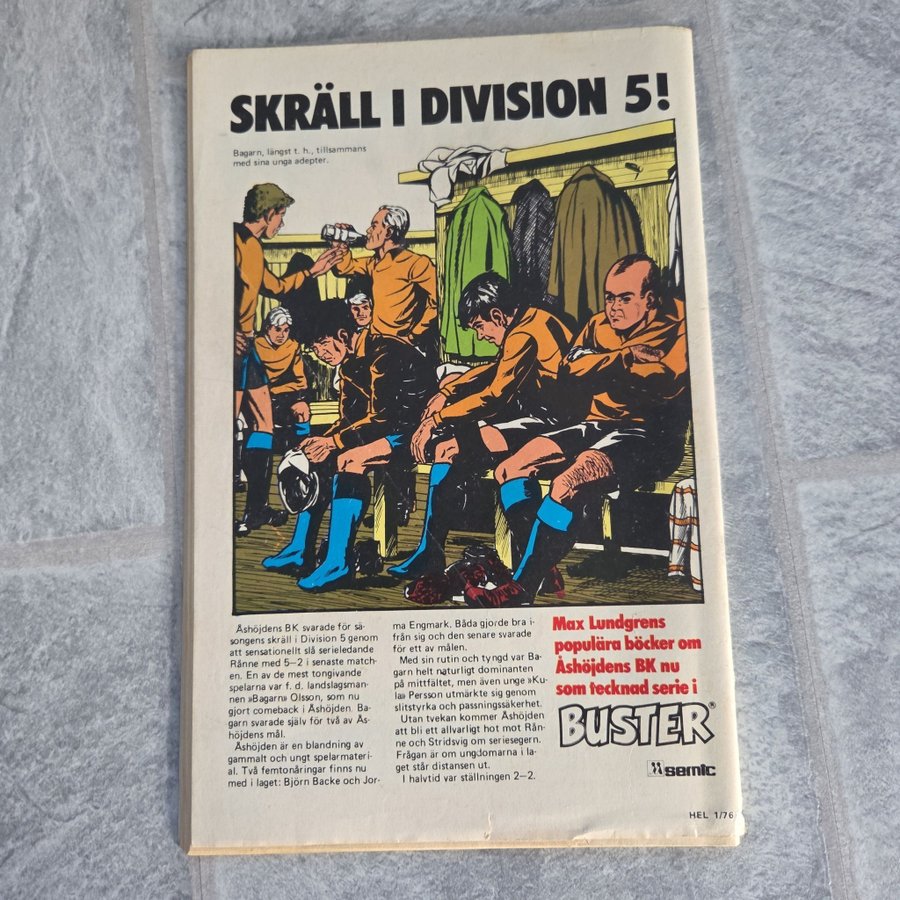 SKRÄLL I DIVISION 5!
Bagarn, längst t. h., tillsammans
med sina unga adepter.
Åshöjdens BK svarade för sä-
songens skräll i Division 5 genom
att sensationellt slå serieledande
Rånne med 5–2 i senaste match-
en. En av de mest tongivande
spelarna var f. d. landslagsman-
nen »Bagarn» Olsson, som nu
gjort comeback i Åshöjden. Ba-
garn svarade själv för två av Ås-
höjdens mål.
Åshöjden är en blandning av
gammalt och ungt spelarmateri-
al. Två femtonåringar finns nu
med i laget: Björn Backe och Jor-
ma Engmark. Båda gjorde bra i-
från sig och den senare svarade
för ett av målen.
Med sin rutin och tyngd var Ba-
garn helt naturligt dominanten
på mittfältet, men även unge »Ku-
la» Persson utmärkte sig genom
slitstyrka och passningssäkerhet.
Utan tvekan kommer Åshöjden
att bli ett allvarligt hot mot Rån-
ne och Stridsvig om seriesegern.
Frågan är om ungdomarna i la-
get står distansen ut.
I halvtid var ställningen 2–2.
Max Lundgrens
populära böcker om
Åshöjdens BK nu
som tecknad serie i
BUSTER®
semic
HEL 1/76